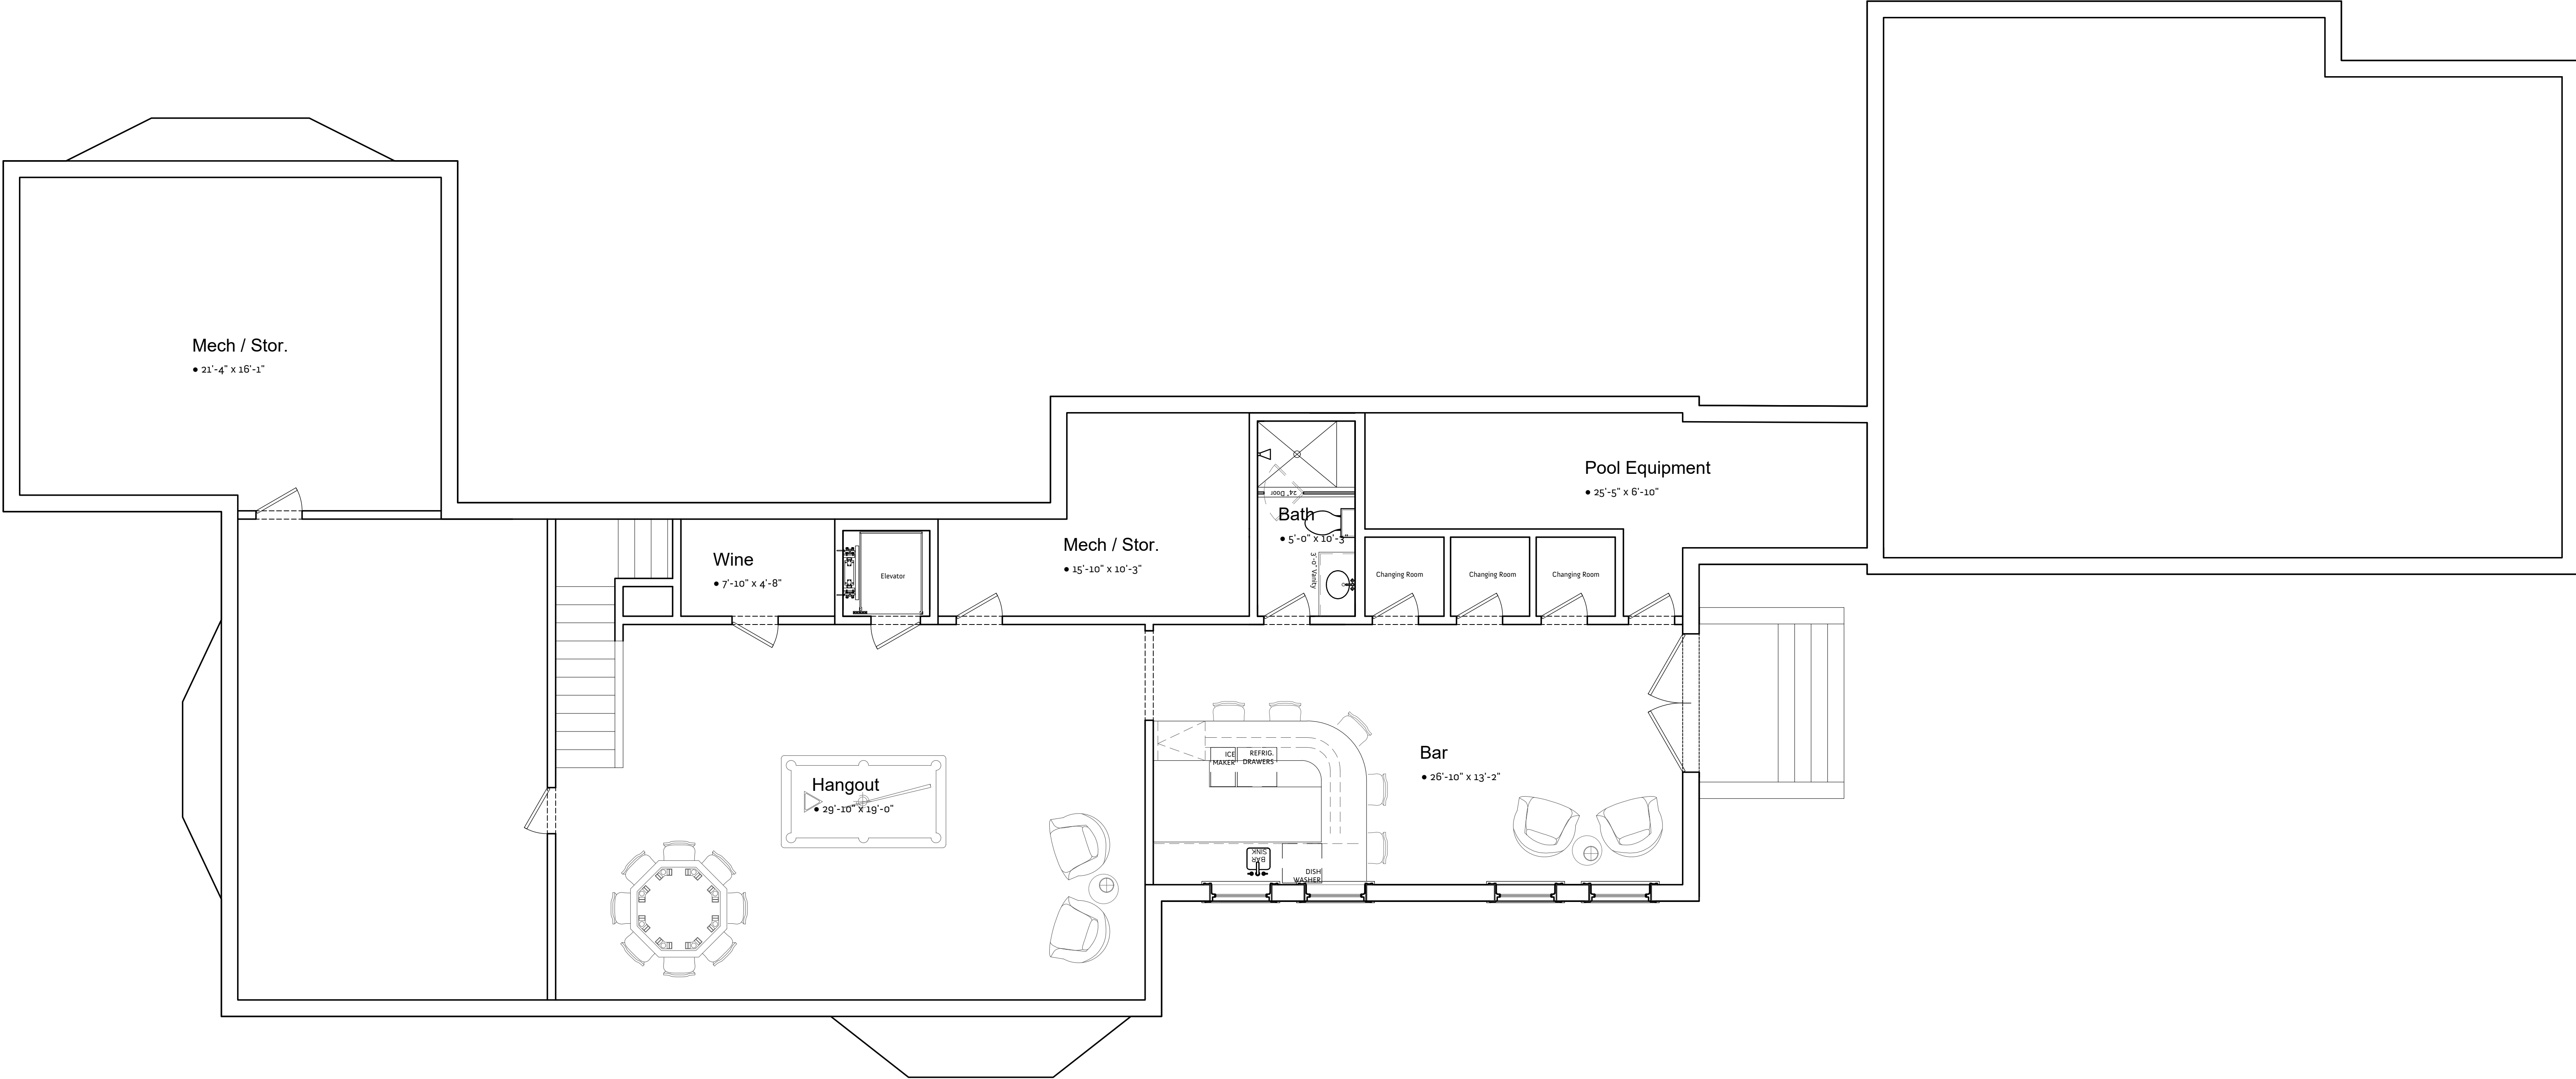 Mech / Stor.
● 21'-4" x 16'-1"
Pool Equipment
● 25'-5" x 6'-10"
24" Door
Bath
● 5'-0" x 10'-3"
3'-0" Vanity
Mech / Stor.
● 15'-10" x 10'-3"
Wine
● 7'-10" x 4'-8"
Elevator
Changing Room
Changing Room
Changing Room
ICE
MAKER
REFRIG.
DRAWERS
Bar
● 26'-10" x 13'-2"
Hangout
● 29'-10" x 19'-0"
BAR
SINK
DISH
WASHER